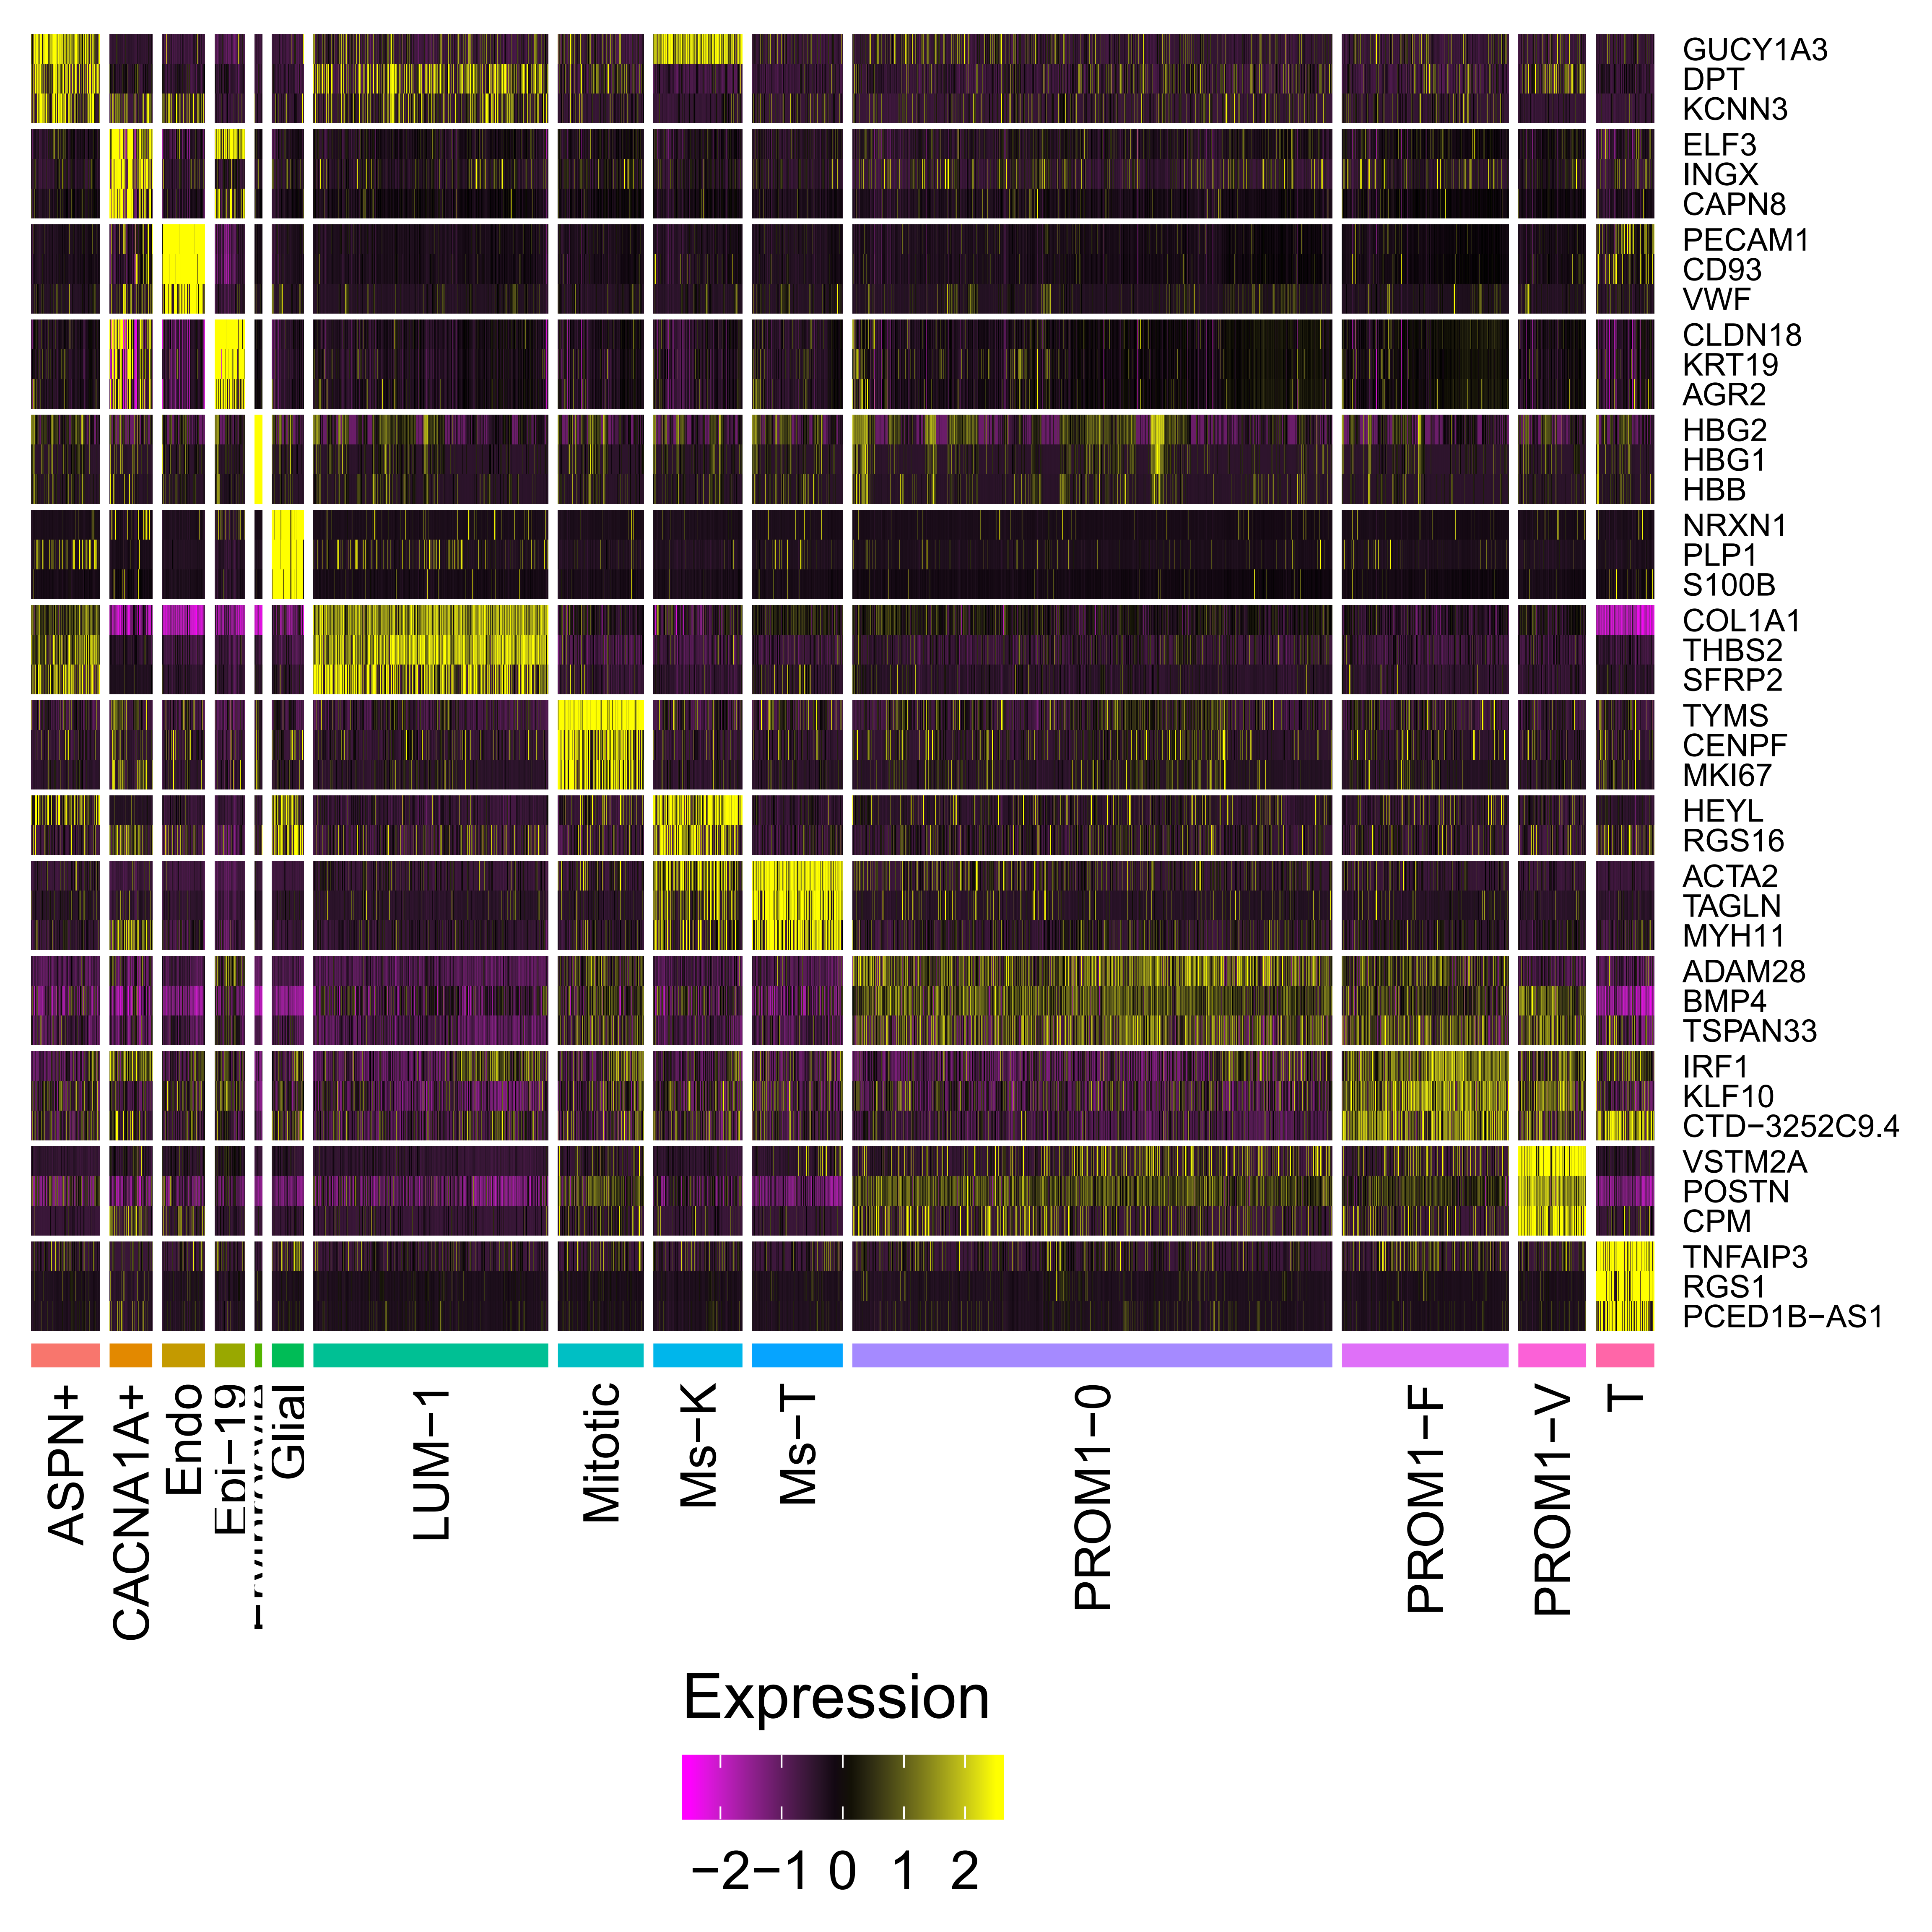 GUCY1A3
DPT
KCNN3
ELF3
INGX
CAPN8
PECAM1
CD93
VWF
CLDN18
KRT19
AGR2
HBG2
HBG1
HBB
NRXN1
PLP1
S100B
COL1A1
THBS2
SFRP2
TYMS
CENPF
MKI67
HEYL
RGS16
ACTA2
TAGLN
MYH11
ADAM28
BMP4
TSPAN33
IRF1
KLF10
CTD−3252C9.4
VSTM2A
POSTN
CPM
TNFAIP3
RGS1
PCED1B−AS1
ASPN+
CACNA1A+
Endo
Epi−19
Glial
LUM−1
Mitotic
Ms−K
Ms−T
PROM1−0
PROM1−F
PROM1−V
T
Expression
−2 −1 0 1 2